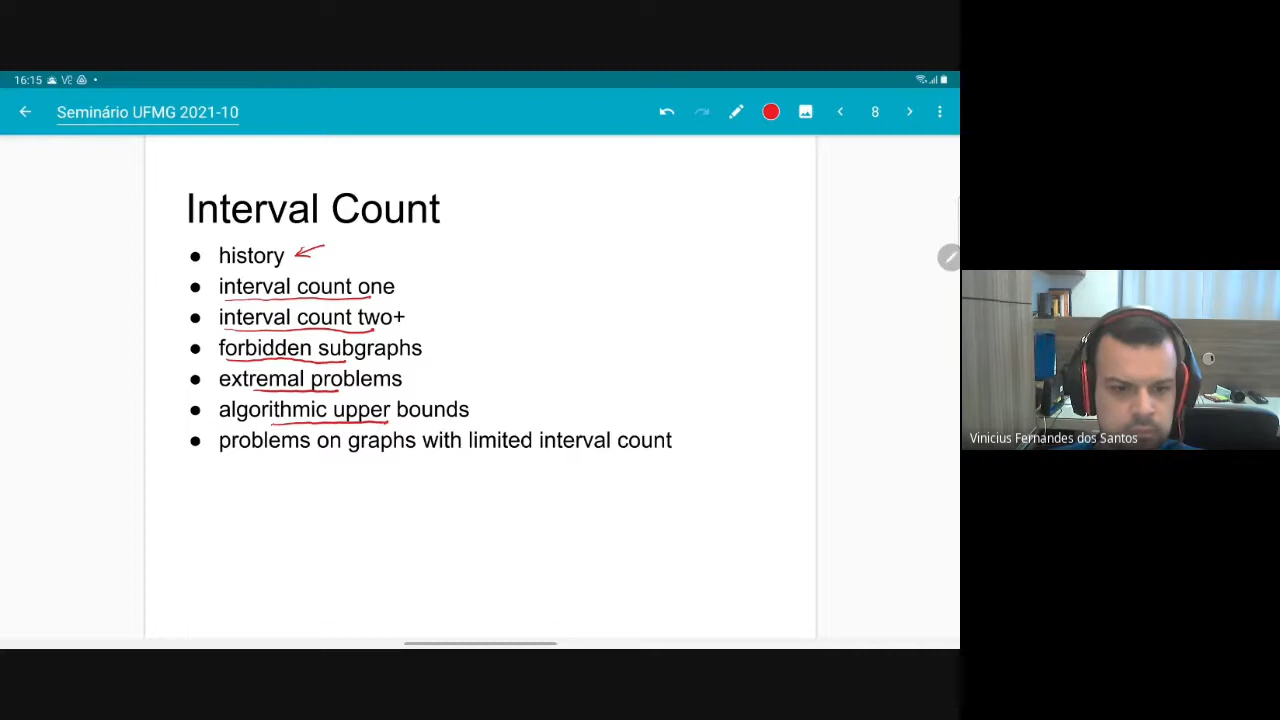 16:15
Seminário UFMG 2021-10
8
Interval Count
● history
● interval count one
● interval count two+
● forbidden subgraphs
● extremal problems
● algorithmic upper bounds
● problems on graphs with limited interval count
Vinicius Fernandes dos Santos